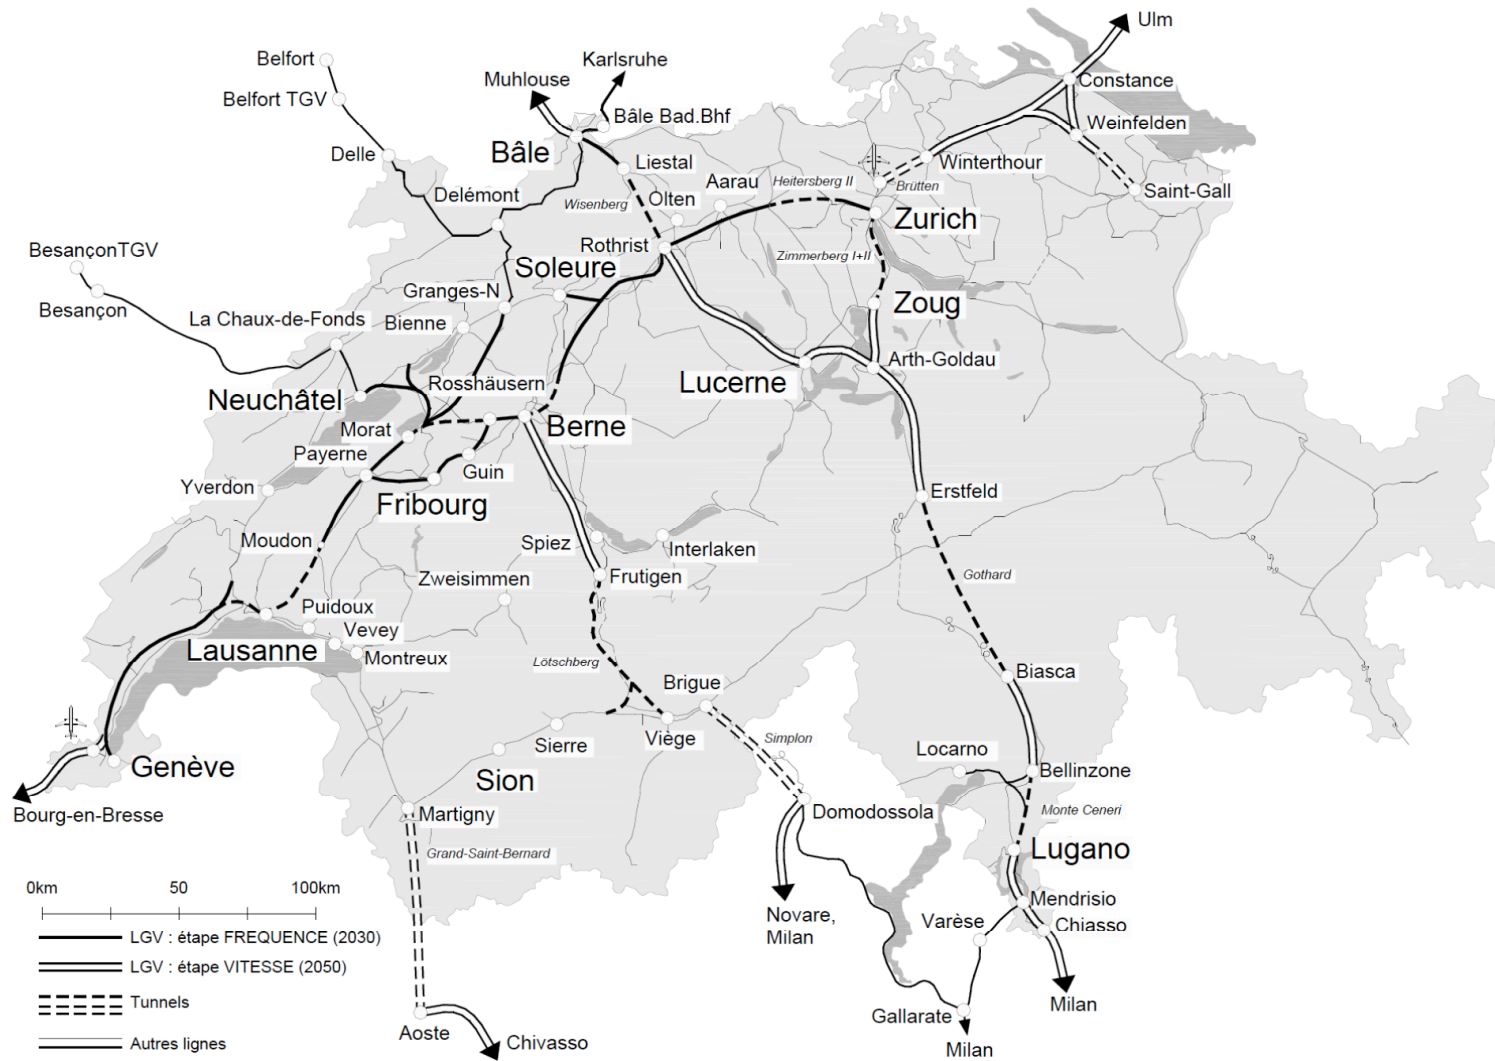 Ulm
Belfort
Karlsruhe
Muhlouse
Constance
Belfort TGV
Bâle Bad.Bhf
Weinfelden
Bâle
Delle
Liestal
Winterthour
Aarau
Heitersberg II
Brütten
Saint-Gall
Delémont
Olten
Wisenberg
Zurich
BesançonTGV
Rothrist
Zimmerberg I+II
Soleure
Granges-N
Zoug
Besançon
La Chaux-de-Fonds
Bienne
Arth-Goldau
Rosshäusern
Lucerne
Neuchâtel
Morat
Berne
Payerne
Guin
Yverdon
Fribourg
Erstfeld
Moudon
Spiez
Interlaken
Zweisimmen
Frutigen
Gothard
Puidoux
Vevey
Lausanne
Montreux
Lötschberg
Biasca
Brigue
Sierre
Viège
Simplon
Locarno
Genève
Sion
Bellinzone
Bourg-en-Bresse
Martigny
Domodossola
Monte Ceneri
Grand-Saint-Bernard
Lugano
0km 50 100km
Mendrisio
Novare,
Milan
Varèse
Chiasso
LGV : étape FREQUENCE (2030)
LGV : étape VITESSE (2050)
Tunnels
Milan
Gallarate
Aoste
Chivasso
Autres lignes
Milan